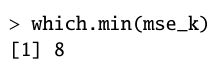 > which.min(mse_k)
[1] 8